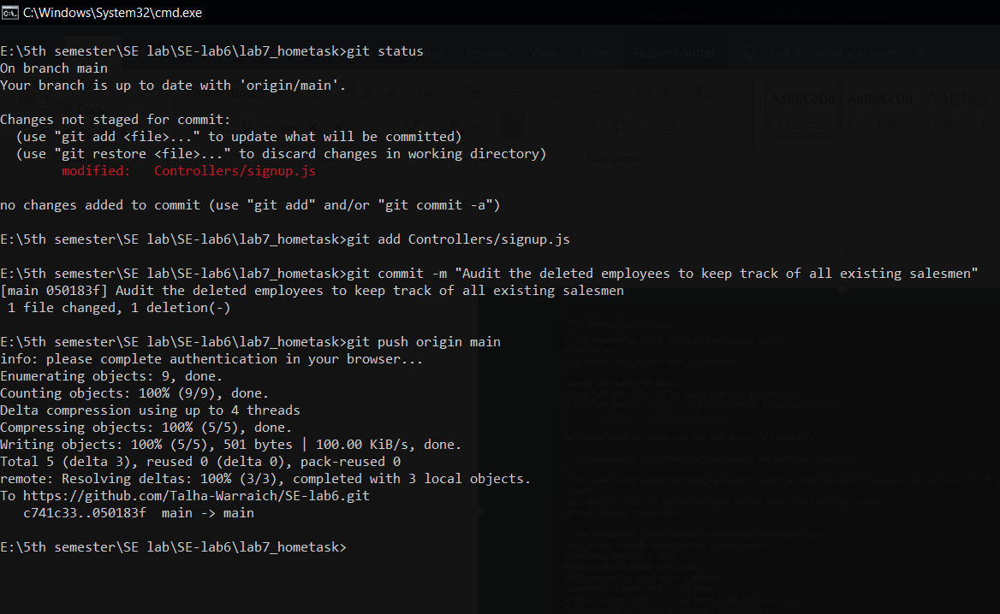 C:\Windows\System32\cmd.exe
E:\5th semester\SE lab\SE-lab6\lab7_hometask>git status
On branch main
Your branch is up to date with 'origin/main'.
Changes not staged for commit:
  (use "git add <file>..." to update what will be committed)
  (use "git restore <file>..." to discard changes in working directory)
        modified:   Controllers/signup.js
no changes added to commit (use "git add" and/or "git commit -a")
E:\5th semester\SE lab\SE-lab6\lab7_hometask>git add Controllers/signup.js
E:\5th semester\SE lab\SE-lab6\lab7_hometask>git commit -m "Audit the deleted employees to keep track of all existing salesmen"
[main 050183f] Audit the deleted employees to keep track of all existing salesmen
 1 file changed, 1 deletion(-)
E:\5th semester\SE lab\SE-lab6\lab7_hometask>git push origin main
info: please complete authentication in your browser...
Enumerating objects: 9, done.
Counting objects: 100% (9/9), done.
Delta compression using up to 4 threads
Compressing objects: 100% (5/5), done.
Writing objects: 100% (5/5), 501 bytes | 100.00 KiB/s, done.
Total 5 (delta 3), reused 0 (delta 0), pack-reused 0
remote: Resolving deltas: 100% (3/3), completed with 3 local objects.
To https://github.com/Talha-Warraich/SE-lab6.git
   c741c33..050183f  main -> main
E:\5th semester\SE lab\SE-lab6\lab7_hometask>